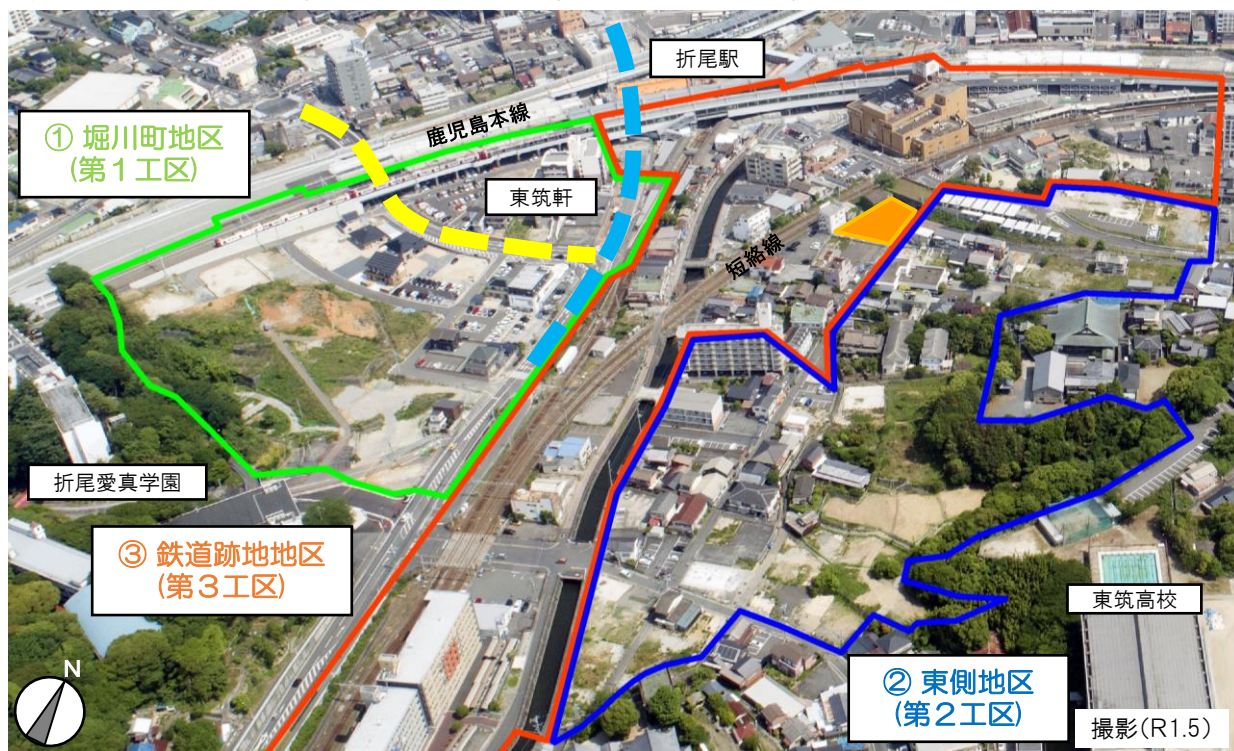 折尾駅
鹿児島本線
① 堀川町地区
(第1工区)
東筑軒
短絡線
折尾愛真学園
③ 鉄道跡地地区
(第3工区)
東筑高校
② 東側地区
(第2工区)
N
撮影(R1.5)